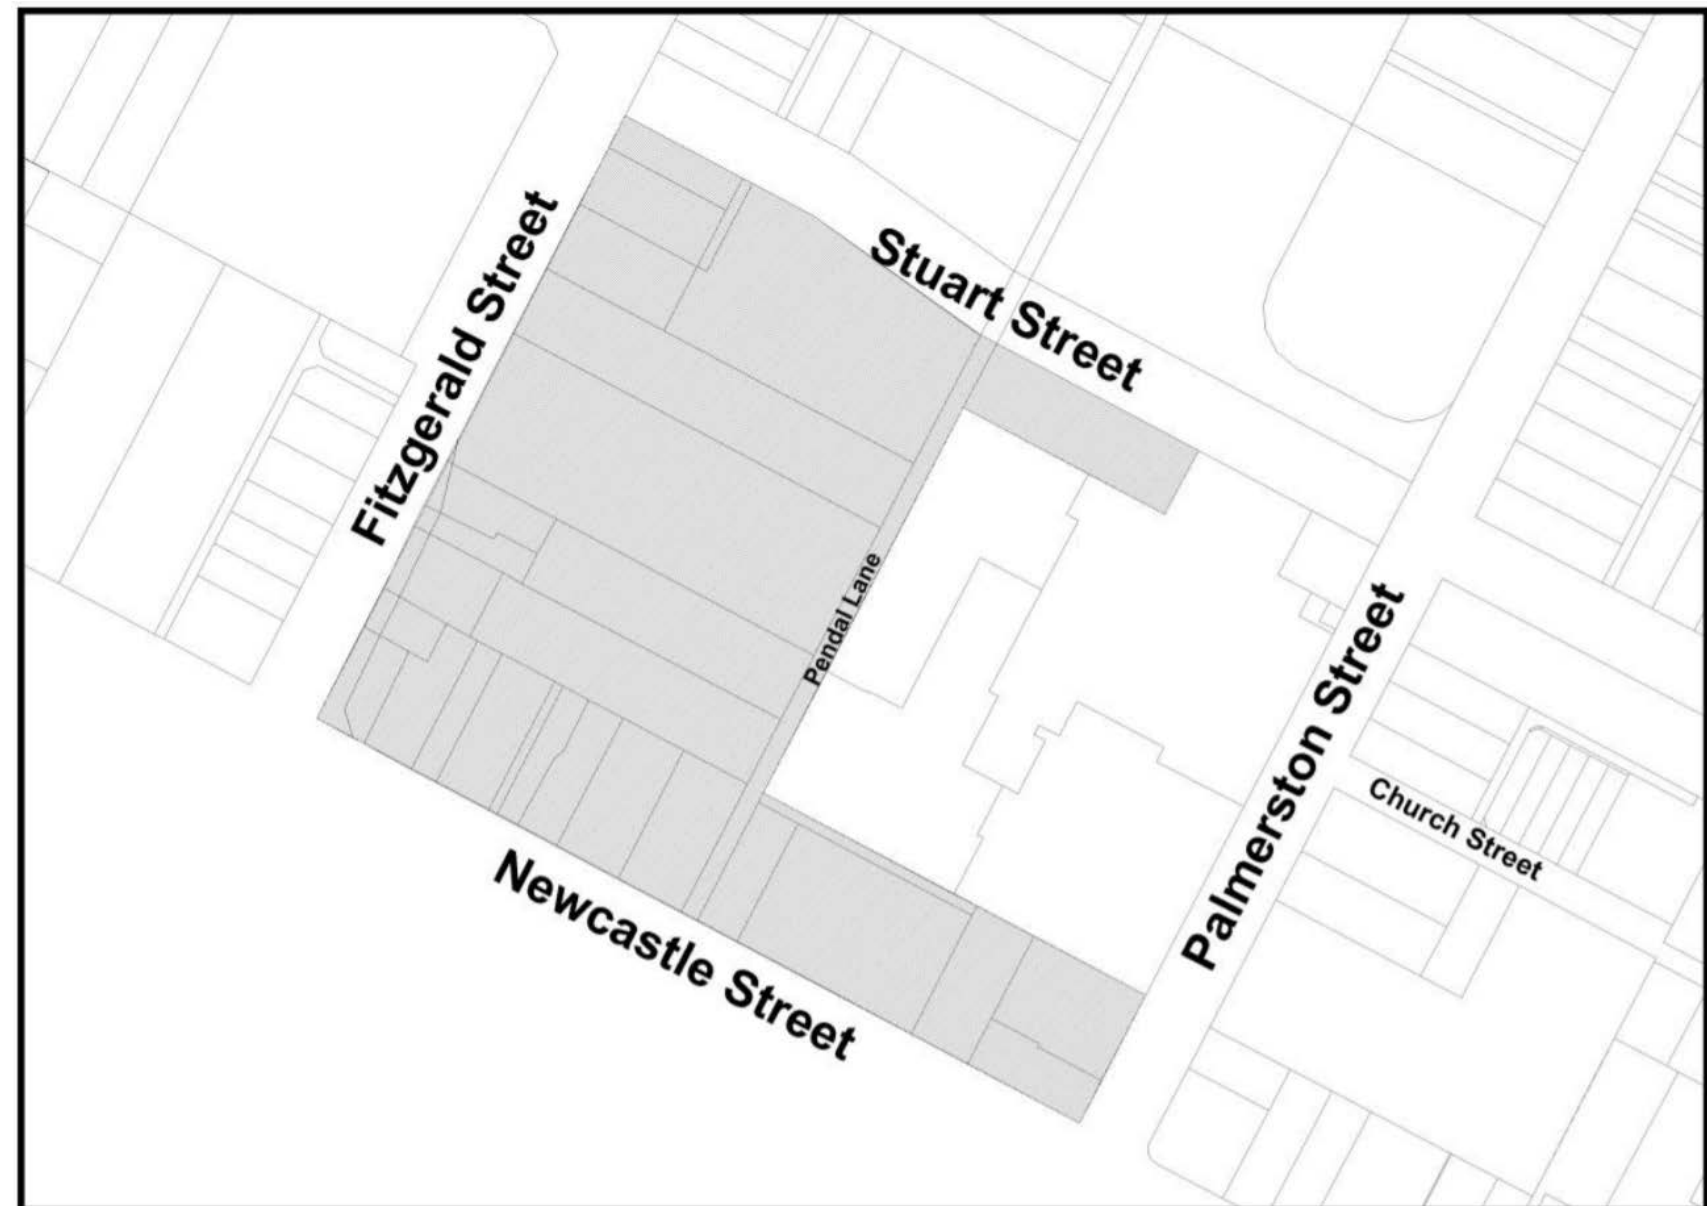 Stuart Street
Fitzgerald Street
Pendal Lane
Palmerston Street
Church Street
Newcastle Street